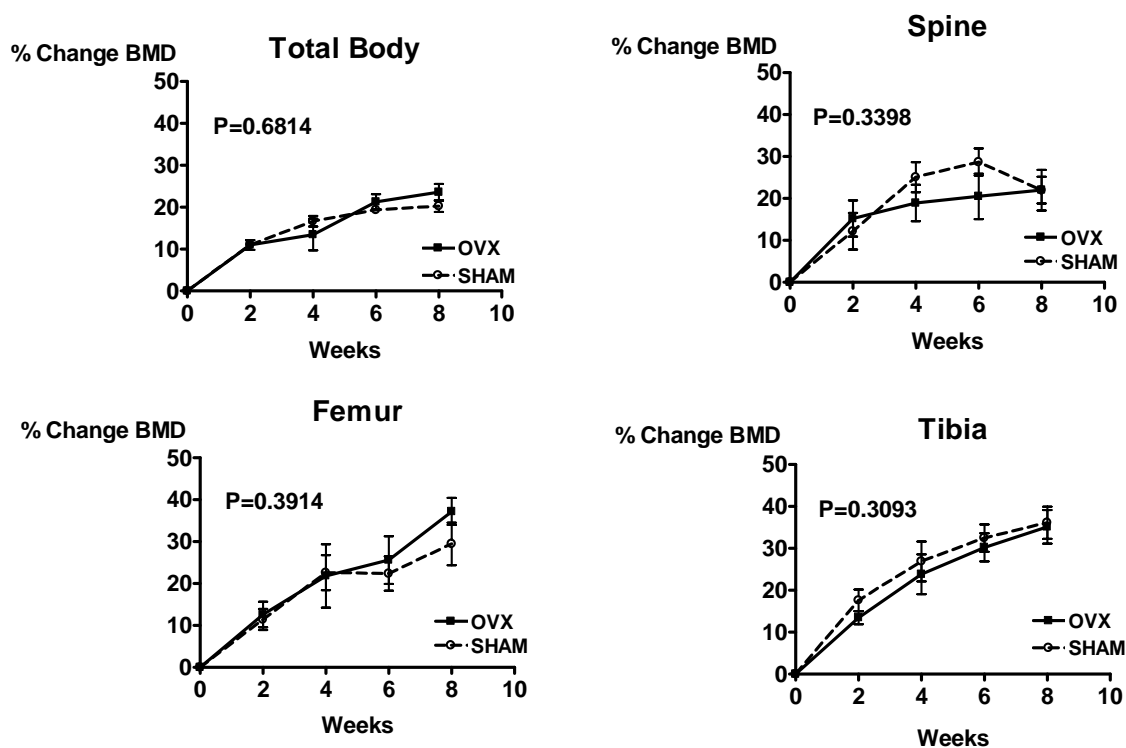 Total Body
% Change BMD
50
40
30
20
10
0
P=0.6814
OVX
SHAM
0 2 4 6 8 10
Weeks
Spine
% Change BMD
50
40
30
20
10
0
P=0.3398
OVX
SHAM
0 2 4 6 8 10
Weeks
Femur
% Change BMD
50
40
30
20
10
0
P=0.3914
OVX
SHAM
0 2 4 6 8 10
Weeks
Tibia
% Change BMD
50
40
30
20
10
0
P=0.3093
OVX
SHAM
0 2 4 6 8 10
Weeks